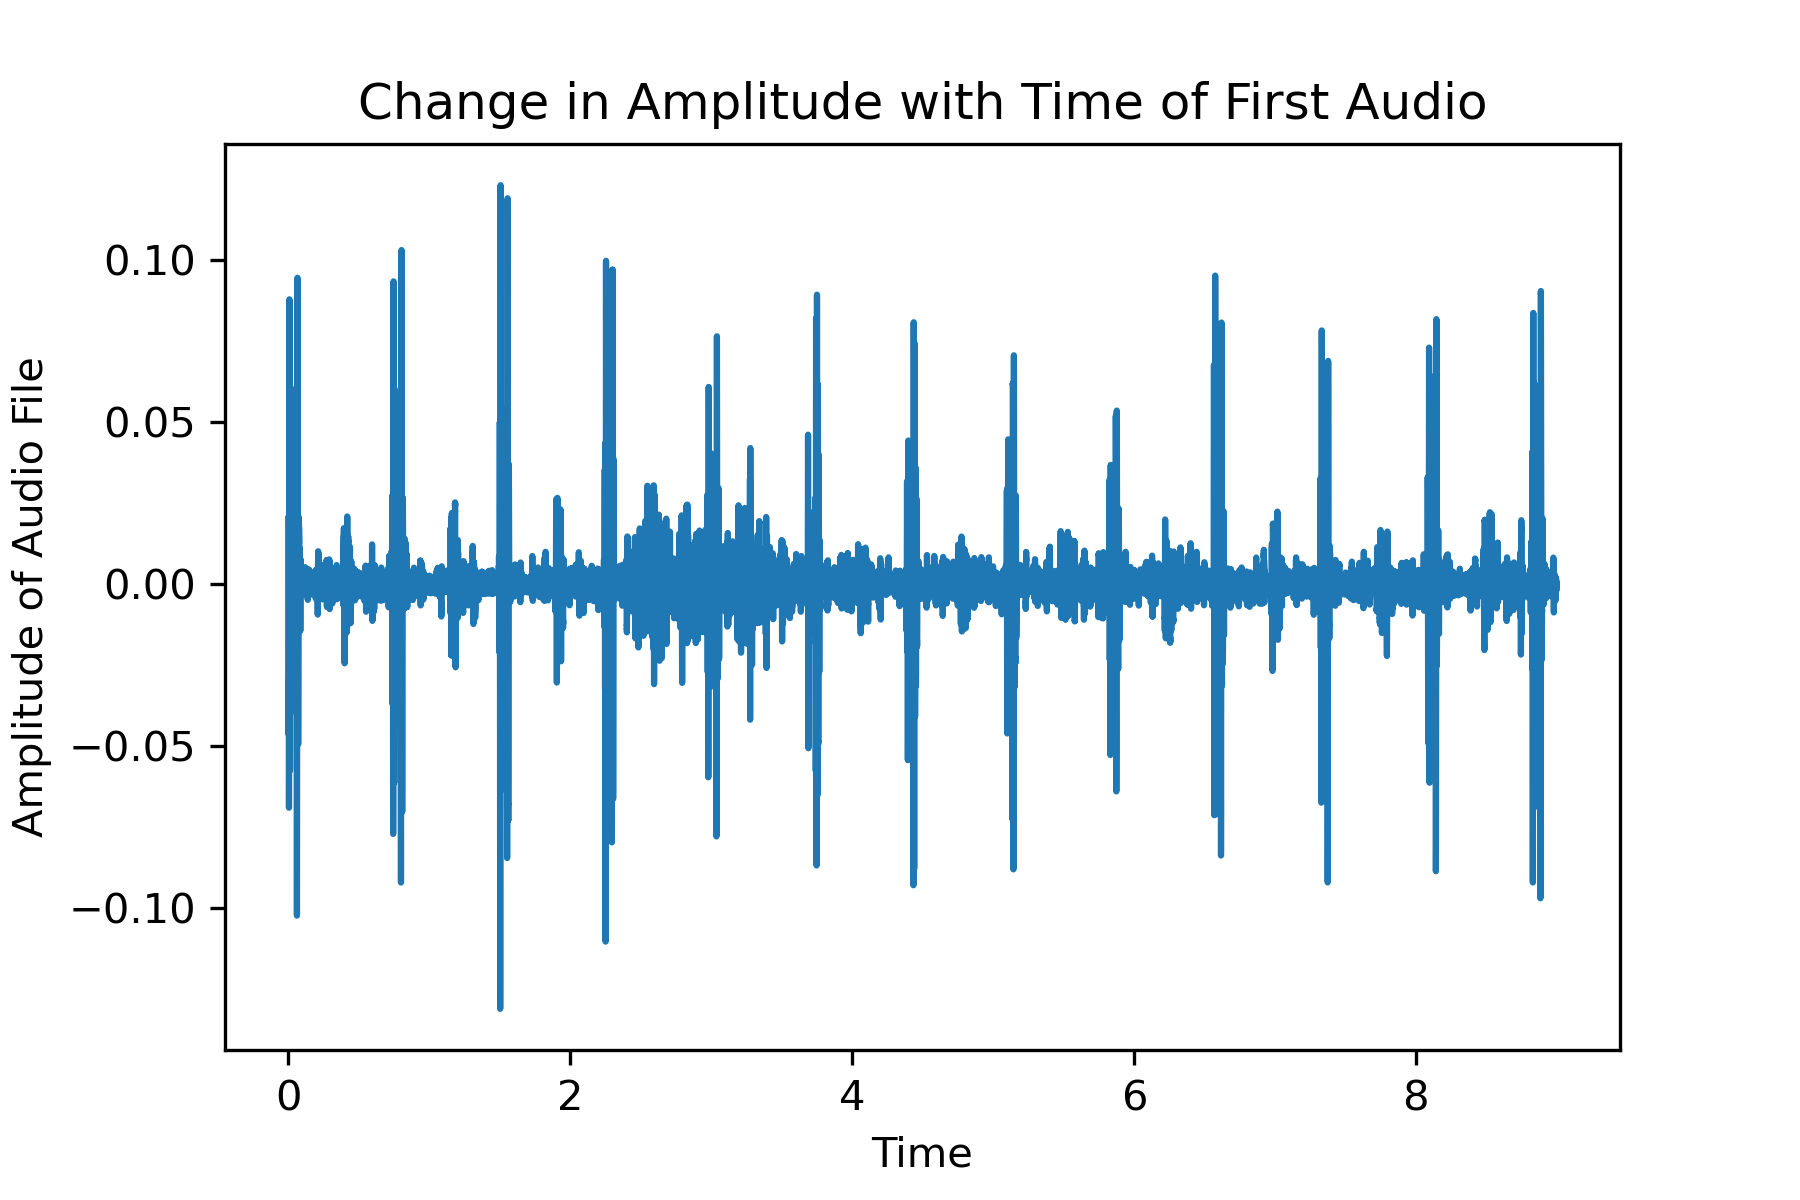 Change in Amplitude with Time of First Audio
Amplitude of Audio File
0.10
0.05
0.00
−0.05
−0.10
0 2 4 6 8
Time